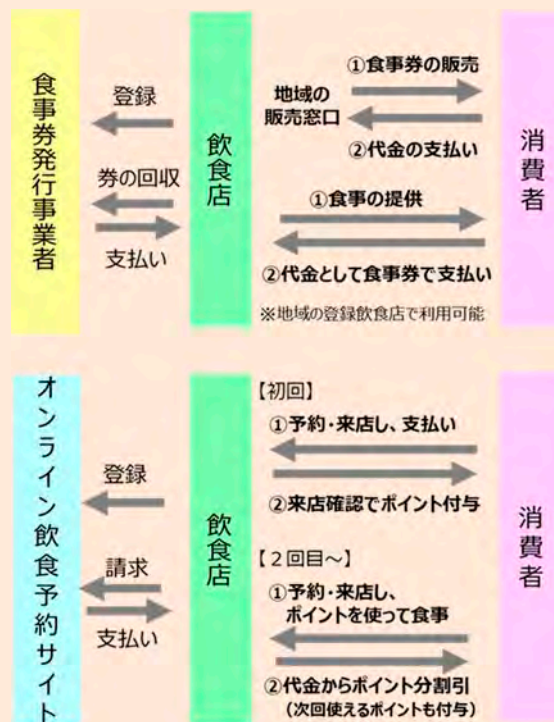 食事券発行事業者
登録
券の回収
支払い
飲食店
①食事券の販売
地域の
販売窓口
②代金の支払い
①食事の提供
②代金として食事券で支払い
※地域の登録飲食店で利用可能
消費者
オンライン飲食予約サイト
登録
請求
支払い
飲食店
【初回】
①予約・来店し、支払い
②来店確認でポイント付与
【２回目～】
①予約・来店し、
ポイントを使って食事
②代金からポイント分割引
（次回使えるポイントも付与）
消費者